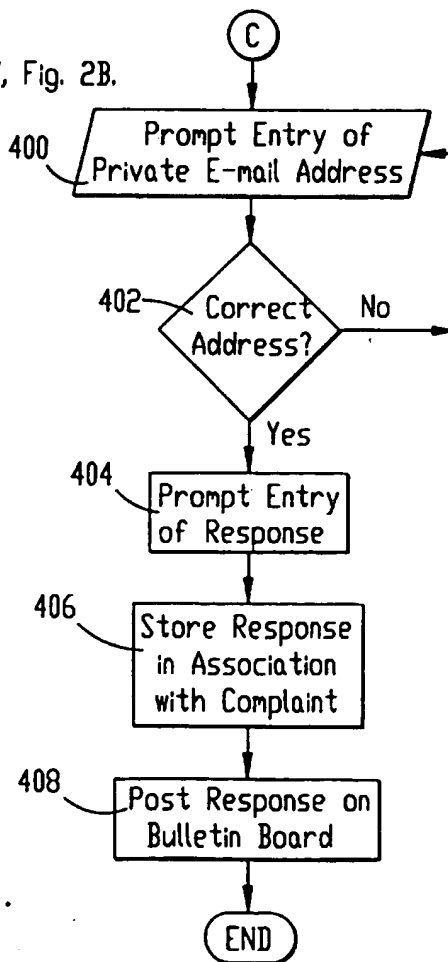 C
, Fig. 2B.
400
Prompt Entry of
Private E-mail Address
402
Correct
Address?
No
Yes
404
Prompt Entry
of Response
406
Store Response
in Association
with Complaint
408
Post Response on
Bulletin Board
END